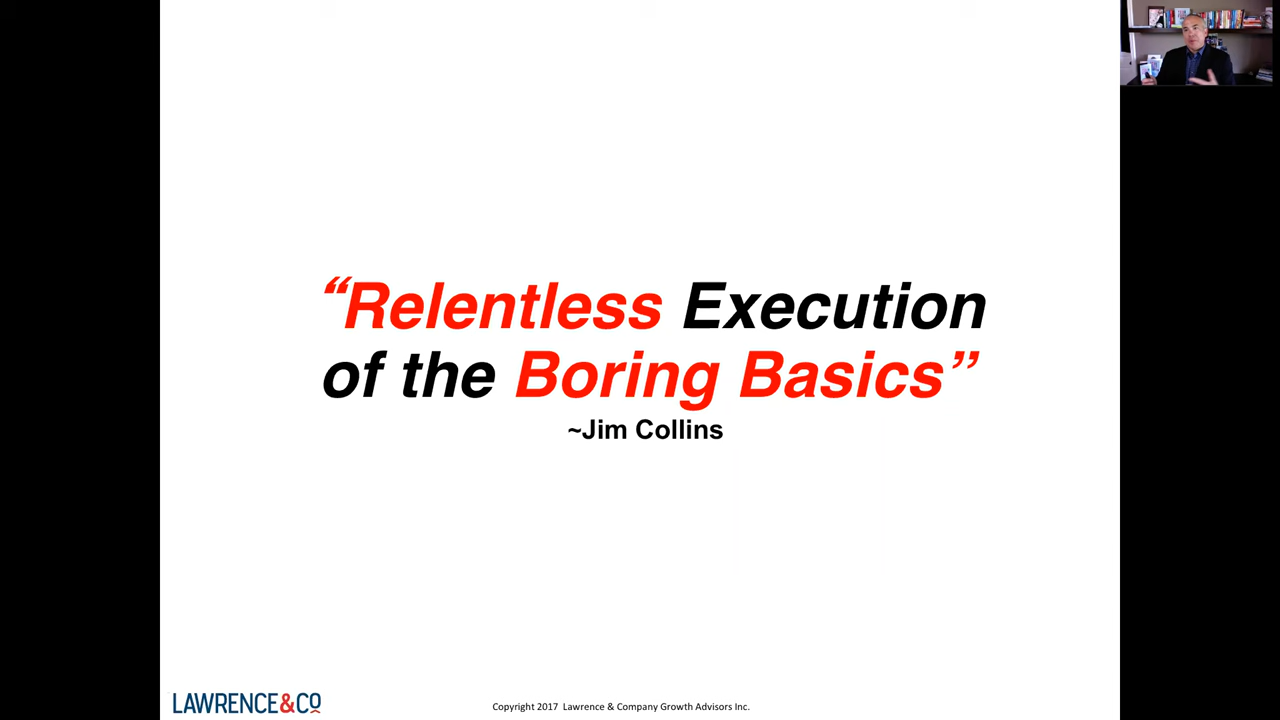 “Relentless Execution
of the Boring Basics”
~Jim Collins
LAWRENCE&CO
Copyright 2017 Lawrence & Company Growth Advisors Inc.